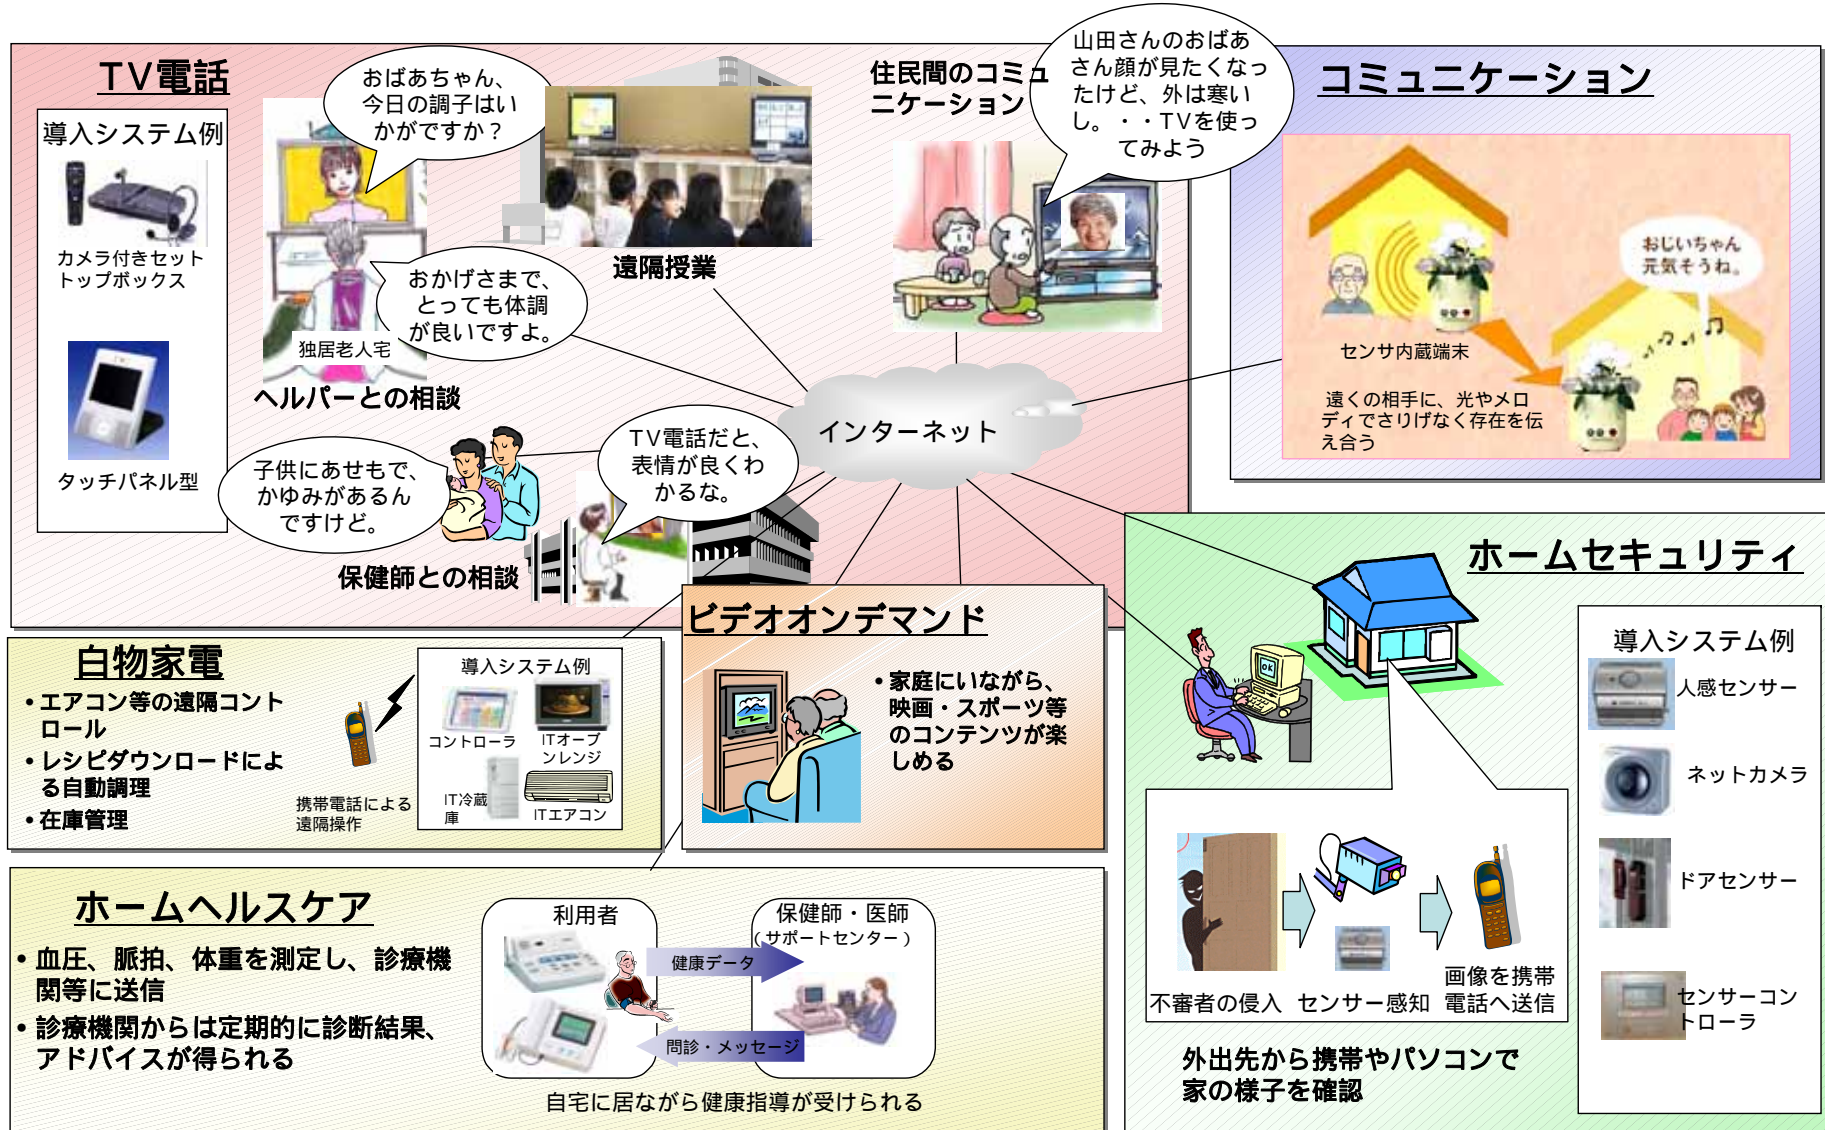 TV電話
導入システム例
カメラ付きセット
トップボックス
タッチパネル型
おばあちゃん、
今日の調子はい
かがですか？
おかげさまで、
とっても体調
が良いですよ。
独居老人宅
ヘルパーとの相談
遠隔授業
住民間のコミュ
ニケーション
山田さんのおばあ
さん顔が見たくなっ
たけど、外は寒い
し。・・TVを使っ
てみよう
子供にあせもで、
かゆみがあるん
ですけど。
TV電話だと、
表情が良くわ
かるな。
保健師との相談
インターネット
コミュニケーション
おじいちゃん
元気そうね。
センサ内蔵端末
遠くの相手に、光やメロ
ディでさりげなく存在を伝
え合う
白物家電
•エアコン等の遠隔コント
ロール
•レシピダウンロードによ
る自動調理
•在庫管理
携帯電話による
遠隔操作
導入システム例
コントローラ
ITオーブ
ンレンジ
IT冷蔵
庫
ITエアコン
ビデオオンデマンド
•家庭にいながら、
映画・スポーツ等
のコンテンツが楽
しめる
ホームセキュリティ
OK
導入システム例
人感センサー
ネットカメラ
ドアセンサー
センサーコン
トローラ
不審者の侵入
センサー感知
画像を携帯
電話へ送信
外出先から携帯やパソコンで
家の様子を確認
ホームヘルスケア
•血圧、脈拍、体重を測定し、診療機
関等に送信
•診療機関からは定期的に診断結果、
アドバイスが得られる
利用者
健康データ
問診・メッセージ
保健師・医師
(サポートセンター)
自宅に居ながら健康指導が受けられる